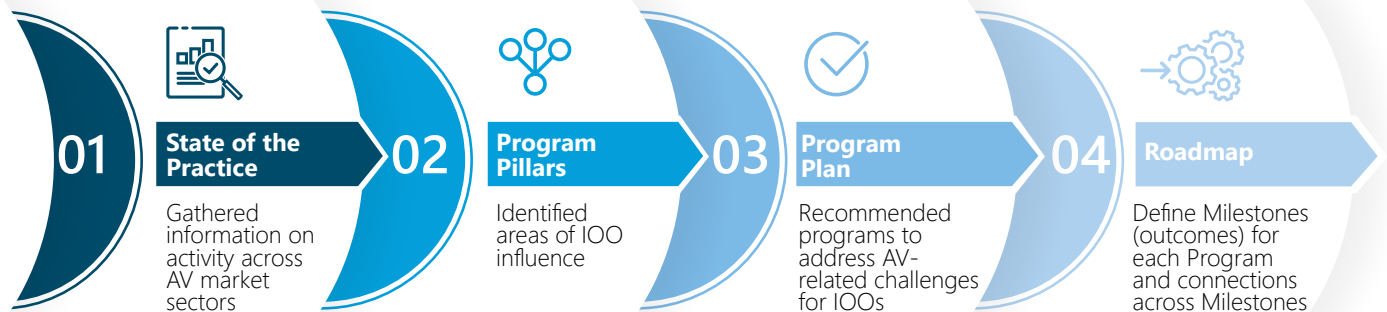 01
State of the
Practice
Gathered
information on
activity across
AV market
sectors
02
Program
Pillars
Identified
areas of IOO
influence
03
Program
Plan
Recommended
programs to
address AV-
related challenges
for IOOs
04
Roadmap
Define Milestones
(outcomes) for
each Program
and connections
across Milestones